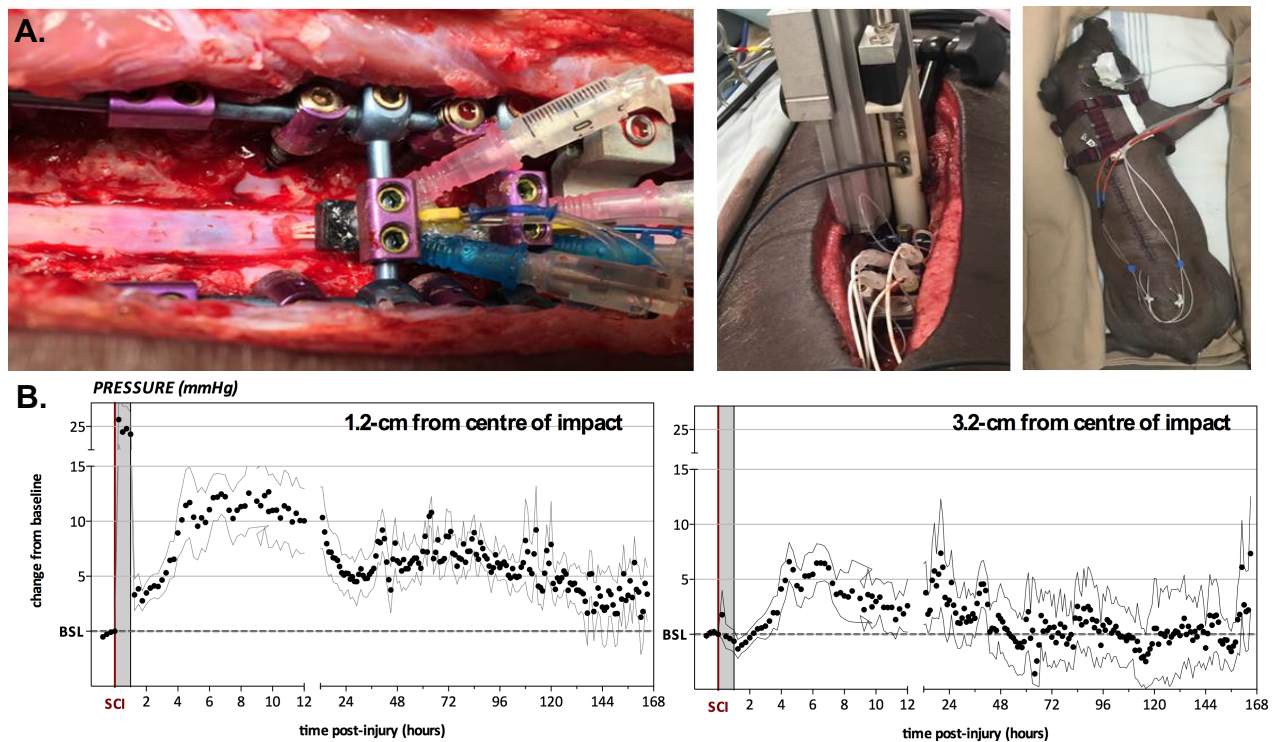 A.
0
B.
PRESSURE (mmHg)
1.2-cm from centre of impact
3.2-cm from centre of impact
change from baseline
25
15
10
5
BSL
SCI 2 4 6 8 10 12 24 48 72 96 120 144 168
time post-injury (hours)
25
15
10
5
BSL
SCI 2 4 6 8 10 12 24 48 72 96 120 144 168
time post-injury (hours)